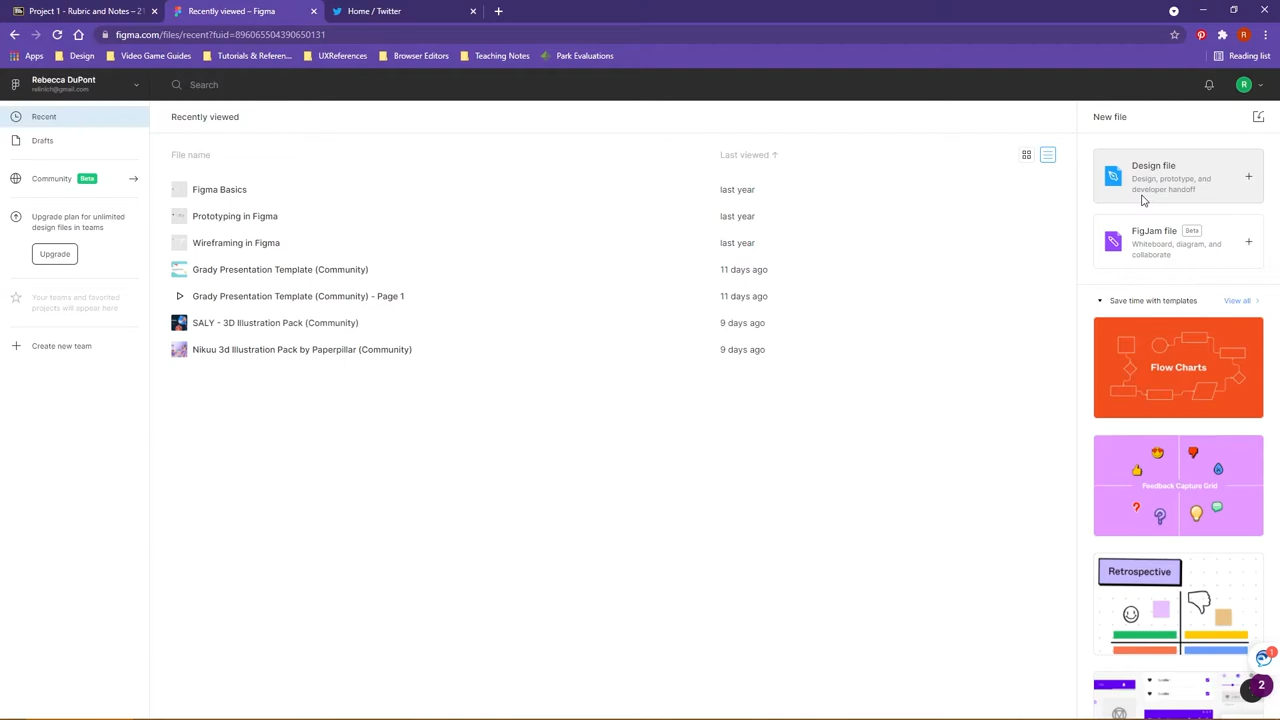 Project 1 - Rules and Notes – 21
Recently viewed – Figma
Home / Twitter
figma.com/files/recent?fuid=896065504390650131
Apps
Design
Video Game Guides
Tutorials & Referen...
UXReferences
Browser Editors
Teaching Notes
Park Evaluations
Reading list
Rebecca DuPont
relinich@gmail.com
Search
R
Recent
Drafts
Community Beta
Upgrade plan for unlimited
design files in teams
Upgrade
Your teams and favorited
projects will appear here
Create new team
Recently viewed
File name
Last viewed
Figma Basics
last year
Prototyping in Figma
last year
Wireframing in Figma
last year
Grady Presentation Template (Community)
11 days ago
Grady Presentation Template (Community) - Page 1
11 days ago
SALY - 3D Illustration Pack (Community)
9 days ago
Nikuu 3d Illustration Pack by Paperpillar (Community)
9 days ago
New file
Design file
Design, prototype, and
developer handoff
FigJam file Beta
Whiteboard, diagram, and
collaborate
Save time with templates
View all
Flow Charts
Feedback Capture Grid
Retrospective
1
2